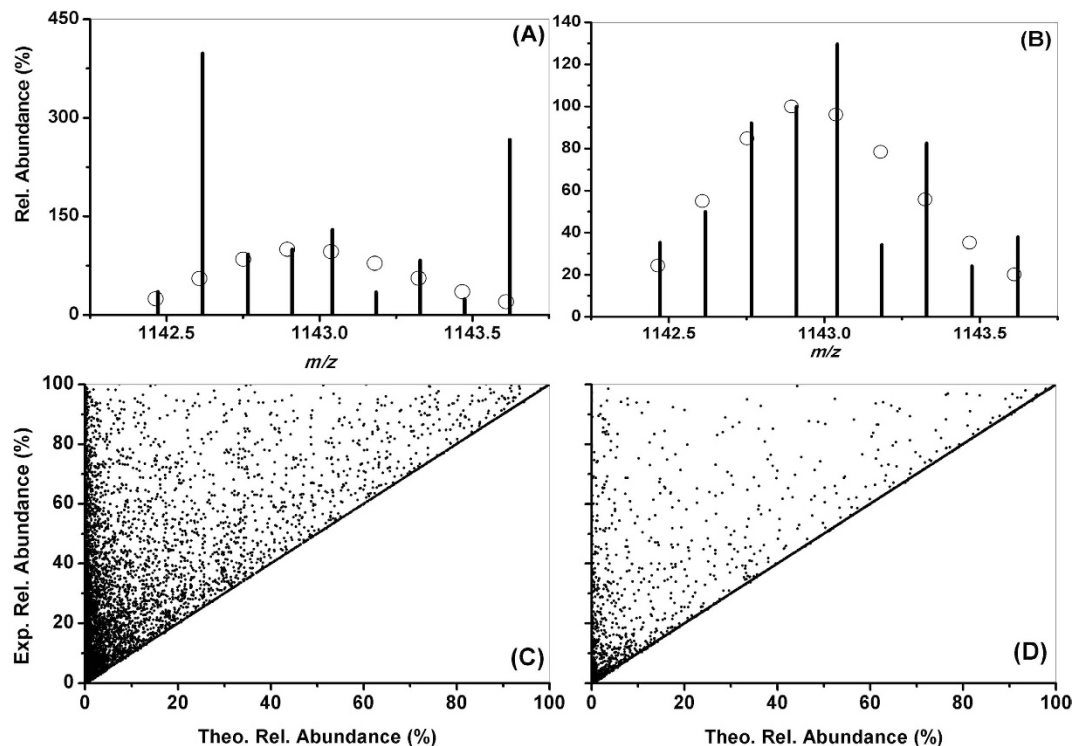 (A)
Rel. Abundance (%)
450
300
150
0
1142.5 1143.0 1143.5
m/z
(B)
140
120
100
80
60
40
20
0
1142.5 1143.0 1143.5
m/z
Exp. Rel. Abundance (%)
100
80
60
40
20
0
(C)
0 20 40 60 80 100
Theo. Rel. Abundance (%)
(D)
0 20 40 60 80 100
Theo. Rel. Abundance (%)